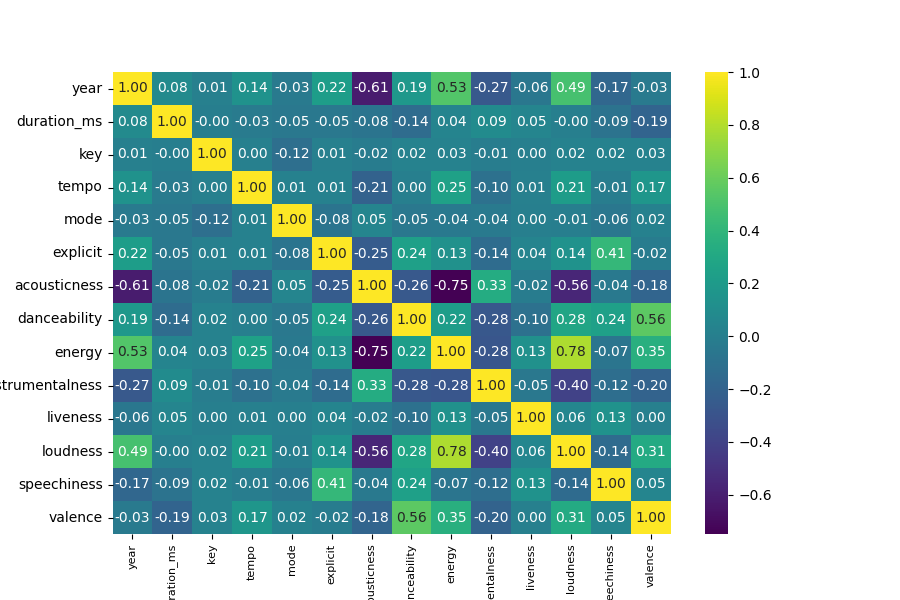 year 1.00 0.08 0.01 0.14 -0.03 0.22 -0.61 0.19 0.53 -0.27 -0.06 0.49 -0.17 -0.03
duration_ms 0.08 1.00 -0.00 -0.03 -0.05 -0.05 -0.08 -0.14 0.04 0.09 0.05 -0.00 -0.09 -0.19
key 0.01 -0.00 1.00 0.00 -0.12 0.01 -0.02 0.02 0.03 -0.01 0.00 0.02 0.02 0.03
tempo 0.14 -0.03 0.00 1.00 0.01 0.01 -0.21 0.00 0.25 -0.10 0.01 0.21 -0.01 0.17
mode -0.03 -0.05 -0.12 0.01 1.00 -0.08 0.05 -0.05 -0.04 -0.04 0.00 -0.01 -0.06 0.02
explicit 0.22 -0.05 0.01 0.01 -0.08 1.00 -0.25 0.24 0.13 -0.14 0.04 0.14 0.41 -0.02
acousticness -0.61 -0.08 -0.02 -0.21 0.05 -0.25 1.00 -0.26 -0.75 0.33 -0.02 -0.56 -0.04 -0.18
danceability 0.19 -0.14 0.02 0.00 -0.05 0.24 -0.26 1.00 0.22 -0.28 -0.10 0.28 0.24 0.56
energy 0.53 0.04 0.03 0.25 -0.04 0.13 -0.75 0.22 1.00 -0.28 0.13 0.78 -0.07 0.35
strumentalness -0.27 0.09 -0.01 -0.10 -0.04 -0.14 0.33 -0.28 -0.28 1.00 -0.05 -0.40 -0.12 -0.20
liveness -0.06 0.05 0.00 0.01 0.00 0.04 -0.02 -0.10 0.13 -0.05 1.00 0.06 0.13 0.00
loudness 0.49 -0.00 0.02 0.21 -0.01 0.14 -0.56 0.28 0.78 -0.40 0.06 1.00 -0.14 0.31
speechiness -0.17 -0.09 0.02 -0.01 -0.06 0.41 -0.04 0.24 -0.07 -0.12 0.13 -0.14 1.00 0.05
valence -0.03 -0.19 0.03 0.17 0.02 -0.02 -0.18 0.56 0.35 -0.20 0.00 0.31 0.05 1.00
year
ration_ms
key
tempo
mode
explicit
ousticness
nceability
energy
entalness
liveness
loudness
eechiness
valence
1.0
0.8
0.6
0.4
0.2
0.0
−0.2
−0.4
−0.6